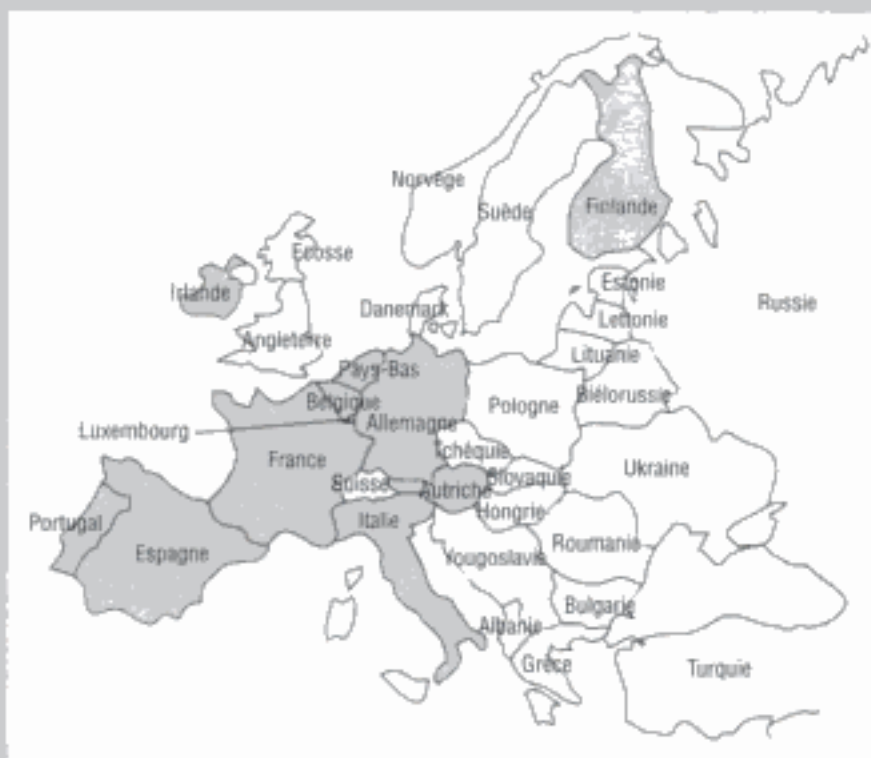 Norvège
Suède
Finlande
Ecosse
Irlande
Estonie
Russie
Danemark
Lettonie
Angleterre
Lituanie
Pays-Bas
Biélorussie
Belgique
Pologne
Allemagne
Luxembourg
Tchéquie
France
Ukraine
Slovaquie
Suisse
Autriche
Hongrie
Portugal
Italie
Roumanie
Espagne
Yougoslavie
Bulgarie
Albanie
Grèce
Turquie